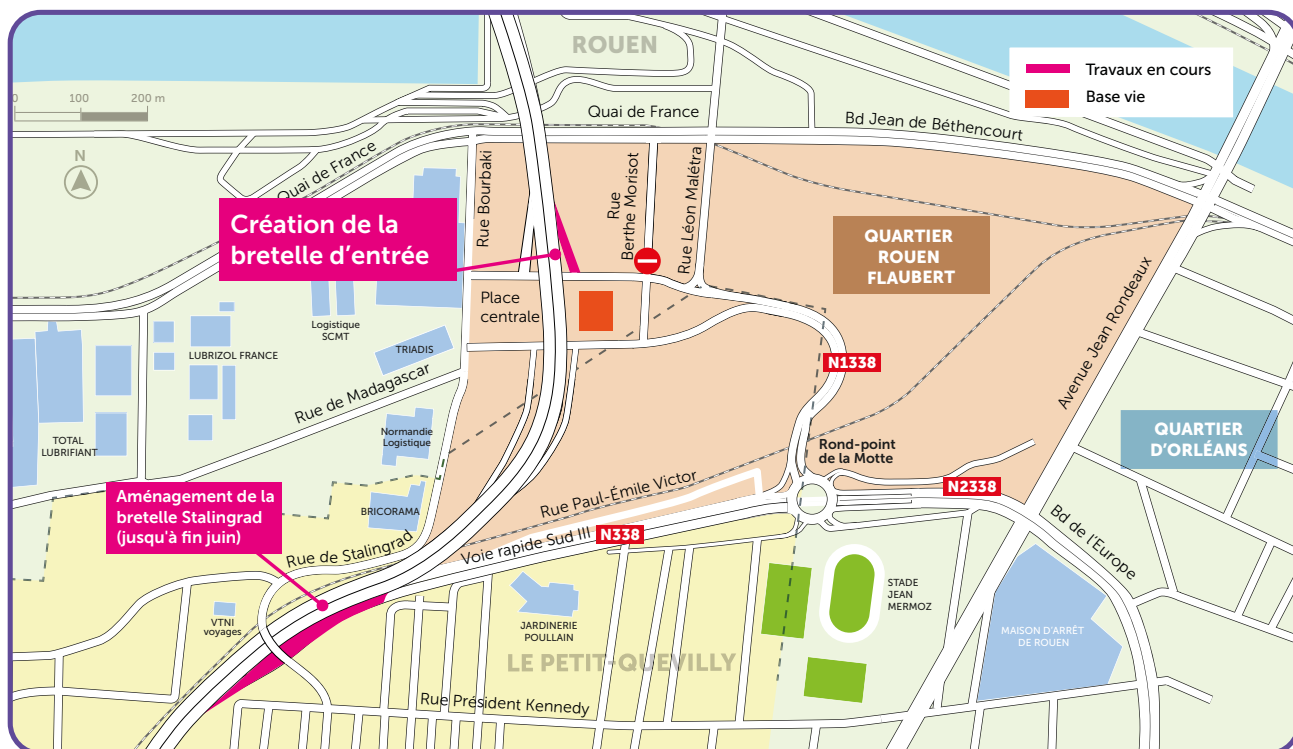 ROUEN
Travaux en cours
Base vie
0 100 200 m
N
Quai de France
Bd Jean de Béthencourt
Quai de France
Rue Bourbaki
Rue
Berthe Morisot
Rue Léon Malétra
Création de la
bretelle d'entrée
QUARTIER
ROUEN
FLAUBERT
Avenue Jean Rondeaux
Place
centrale
Logistique
SCMT
LUBRIZOL FRANCE
TRIADIS
N1338
Rue de Madagascar
TOTAL
LUBRIFIANT
Normandie
Logistique
QUARTIER
D'ORLÉANS
Rond-point
de la Motte
N2338
Aménagement de la
bretelle Stalingrad
(jusqu'à fin juin)
BRICORAMA
Rue Paul-Émile Victor
Rue de Stalingrad
Voie rapide Sud III
N338
Bd de l'Europe
VTNI
voyages
JARDINERIE
POULLAIN
STADE
JEAN
MERMOZ
MAISON D'ARRÊT
DE ROUEN
LE PETIT-QUEVILLY
Rue Président Kennedy